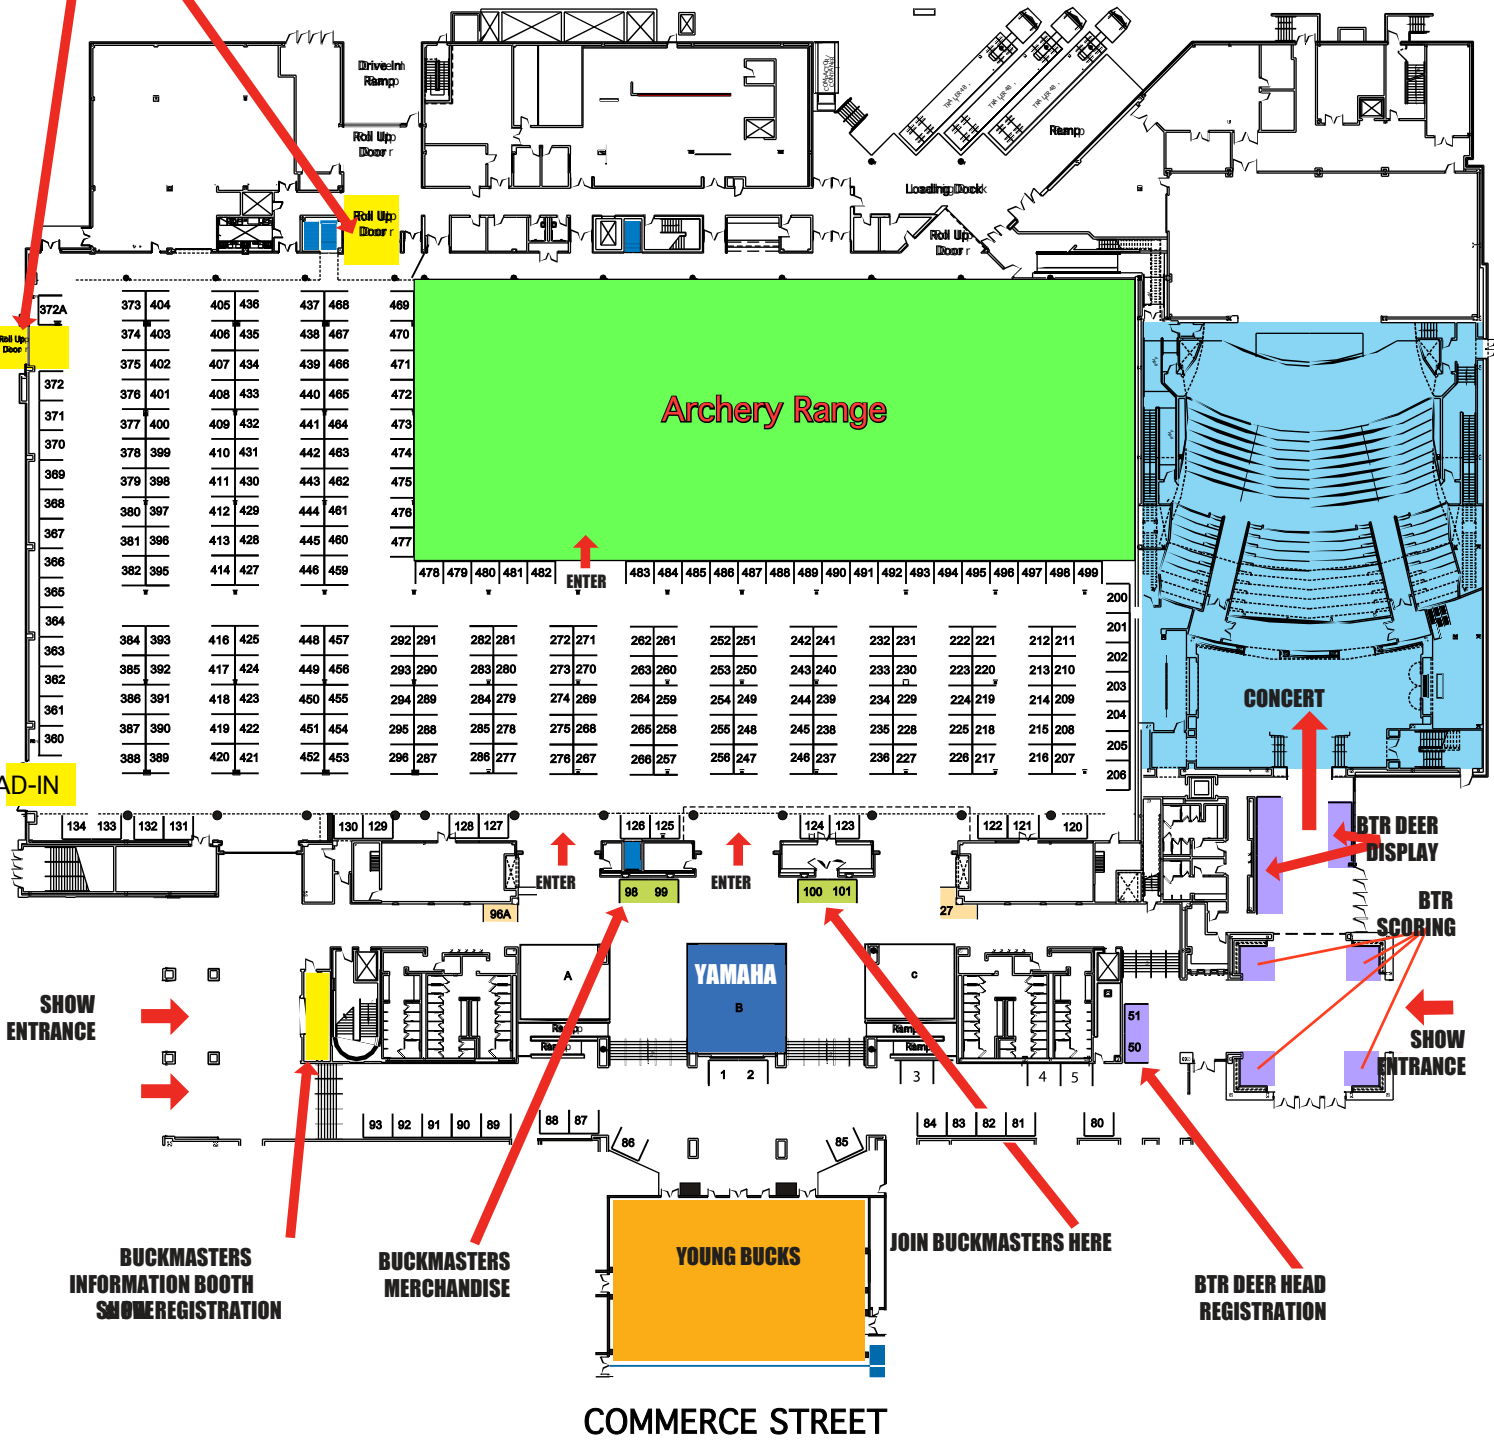 Drive In
Ramp
Roll Up
Door
Ramp
Loading Dock
Roll Up
Door
Roll Up
Door
372A 373 404 405 436 437 468 469
Roll Up
Door
374 403 406 435 438 467 470
375 402 407 434 439 466 471
372 376 401 408 433 440 465 472
Archery Range
371 377 400 409 432 441 464 473
370 378 399 410 431 442 463 474
369 379 398 411 430 443 462 475
368 380 397 412 429 444 461 476
367 381 396 413 428 445 460 477
366 382 395 414 427 446 459
478 479 480 481 482 ENTER 483 484 485 486 487 488 489 490 491 492 493 494 495 496 497 498 499
365 200
364 201
384 393 416 425 448 457 292 291 282 281 272 271 262 261 252 251 242 241 232 231 222 221 212 211
363 202
385 392 417 424 449 456 293 290 283 280 273 270 263 260 253 250 243 240 233 230 223 220 213 210
362 203
386 391 418 423 450 455 294 289 284 279 274 269 264 259 254 249 244 239 234 229 224 219 214 209
CONCERT
361 204
387 390 419 422 451 454 295 288 285 278 275 268 265 258 255 248 245 238 235 228 225 218 215 208
360 205
388 389 420 421 452 453 296 287 286 277 276 267 266 257 256 247 246 237 236 227 226 217 216 207
206
AD-IN
134 133 132 131 130 129 128 127 126 125 124 123 122 121 120
BTR DEER
DISPLAY
ENTER ENTER
98 99 100 101
96A 27
BTR
SCORING
A YAMAHA C
B
SHOW
ENTRANCE
51
50
Ramp Ramp
Ramp Ramp
SHOW
ENTRANCE
1 2 3 4 5
93 92 91 90 89 88 87 86 85 84 83 82 81 80
BUCKMASTERS
INFORMATION BOOTH
REGISTRATION
BUCKMASTERS
MERCHANDISE
YOUNG BUCKS
JOIN BUCKMASTERS HERE
BTR DEER HEAD
REGISTRATION
COMMERCE STREET